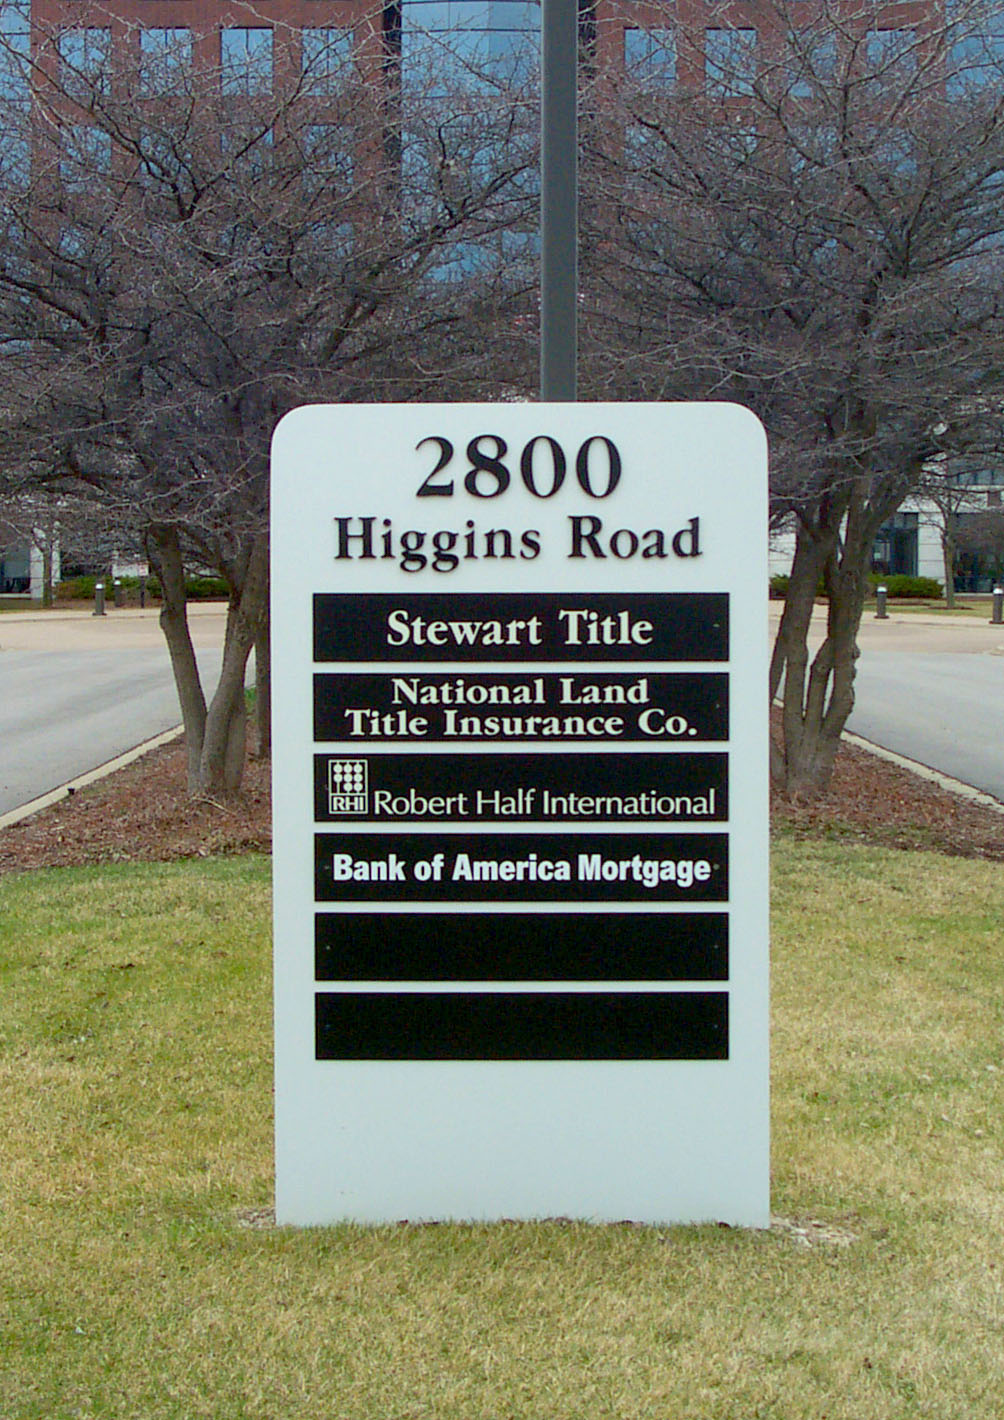 2800
Higgins Road
Stewart Title
National Land
Title Insurance Co.
RHI Robert Half International
Bank of America Mortgage